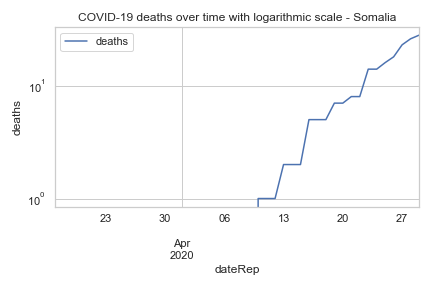 COVID-19 deaths over time with logarithmic scale - Somalia
deaths
10¹
deaths
10⁰
23 30 06 13 20 27
Apr
2020
dateRep